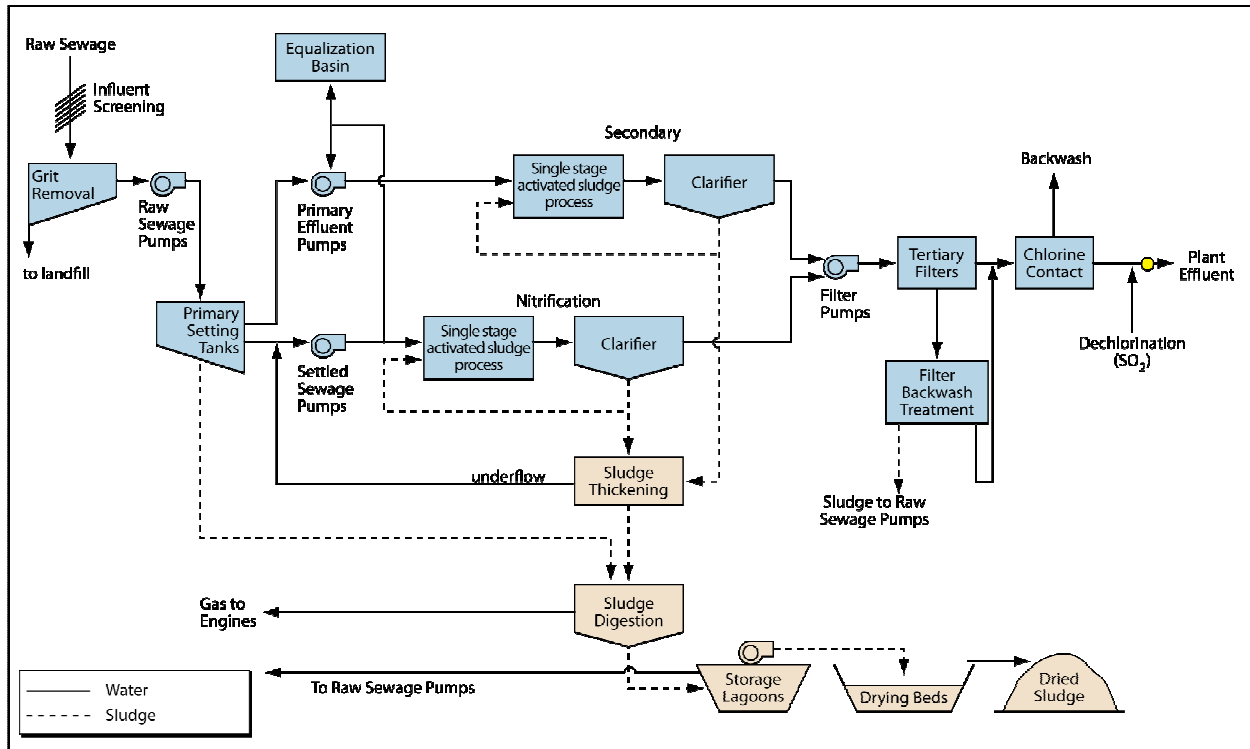 Raw Sewage
Influent
Screening
Grit
Removal
to landfill
Raw
Sewage
Pumps
Primary
Setting
Tanks
Equalization
Basin
Primary
Effluent
Pumps
Settled
Sewage
Pumps
Secondary
Single stage
activated sludge
process
Clarifier
Nitrification
Single stage
activated sludge
process
Clarifier
underflow
Sludge
Thickening
Filter
Pumps
Tertiary
Filters
Filter
Backwash
Treatment
Sludge to Raw
Sewage Pumps
Backwash
Chlorine
Contact
Plant
Effluent
Dechlorination
(SO₂)
Gas to
Engines
Sludge
Digestion
To Raw Sewage Pumps
Storage
Lagoons
Drying Beds
Dried
Sludge
Water
Sludge